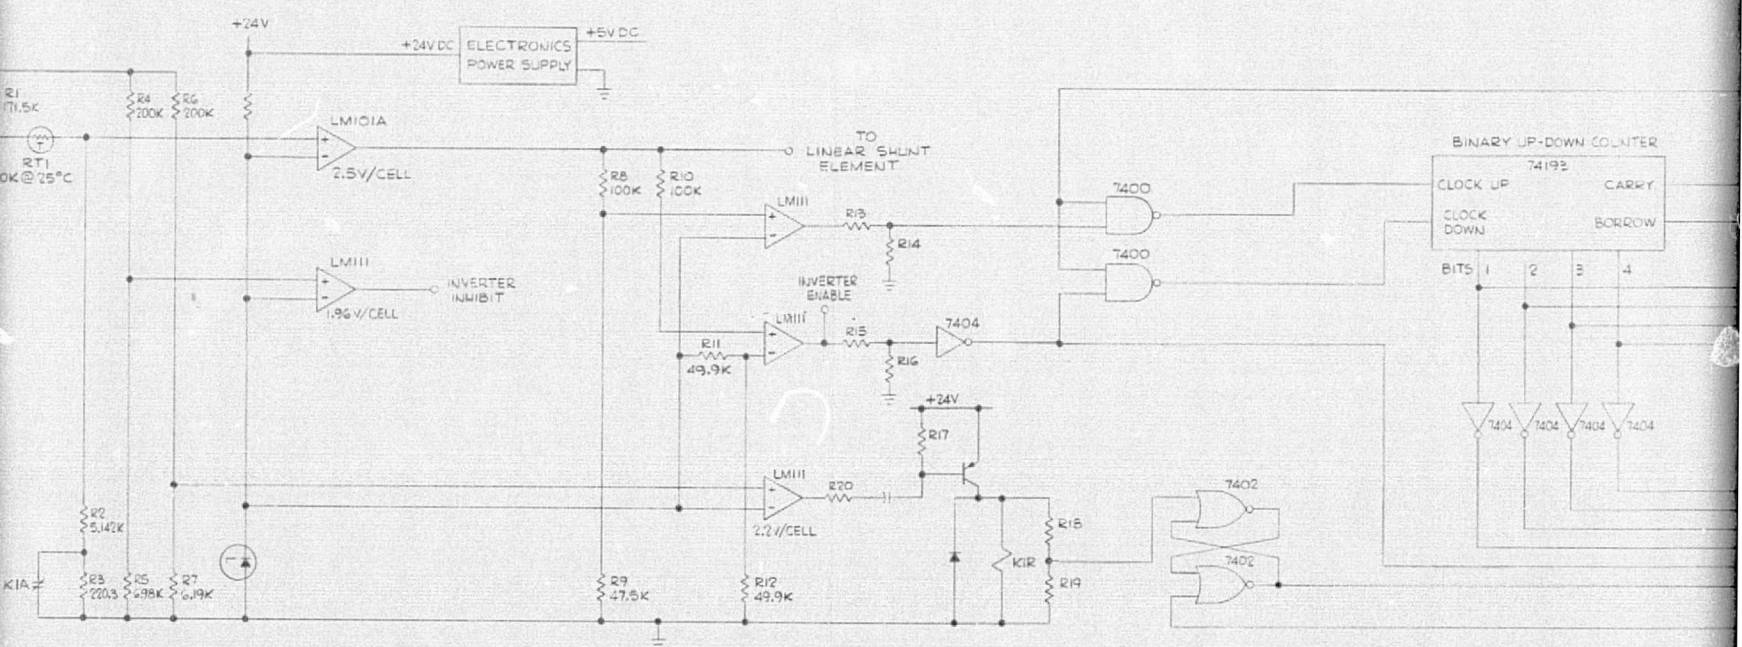 +24V
+24V DC
ELECTRONICS
POWER SUPPLY
+5V DC
R1
171.5K
R4
200K
R6
200K
LM101A
2.5V/CELL
RT1
0K@25°C
TO
LINEAR SHUNT
ELEMENT
R8
100K
R10
100K
LM111
R13
R14
7400
7400
BINARY UP-DOWN COUNTER
74193
CLOCK UP
CARRY
CLOCK
DOWN
BORROW
BITS
1
2
3
4
LM111
INVERTER
INHIBIT
1.96V/CELL
INVERTER
ENABLE
LM111
R15
R16
7404
R11
49.9K
+24V
R17
7404
7404
7404
7404
LM111
R20
2.2V/CELL
7402
7402
R2
5.142K
R18
K1R
R19
K1A
R3
220.3
R5
6.98K
R7
6.19K
R9
47.5K
R12
49.9K